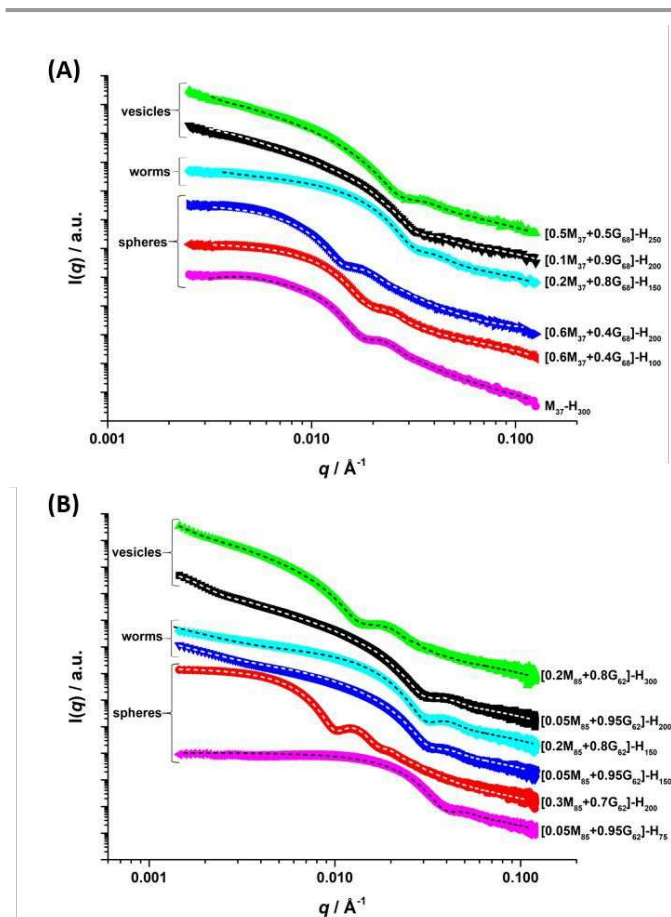 (A)
vesicles
worms
spheres
I(q) / a.u.
[0.5M37+0.5G68]-H250
[0.1M37+0.9G68]-H200
[0.2M37+0.8G68]-H150
[0.6M37+0.4G68]-H200
[0.6M37+0.4G68]-H100
M37-H300
0.001
0.010
0.100
q / Å-1
(B)
vesicles
worms
spheres
I(q) / a.u.
[0.2M85+0.8G62]-H300
[0.05M85+0.95G62]-H200
[0.2M85+0.8G62]-H150
[0.05M85+0.95G62]-H150
[0.3M85+0.7G62]-H200
[0.05M85+0.95G62]-H75
0.001
0.010
0.100
q / Å-1